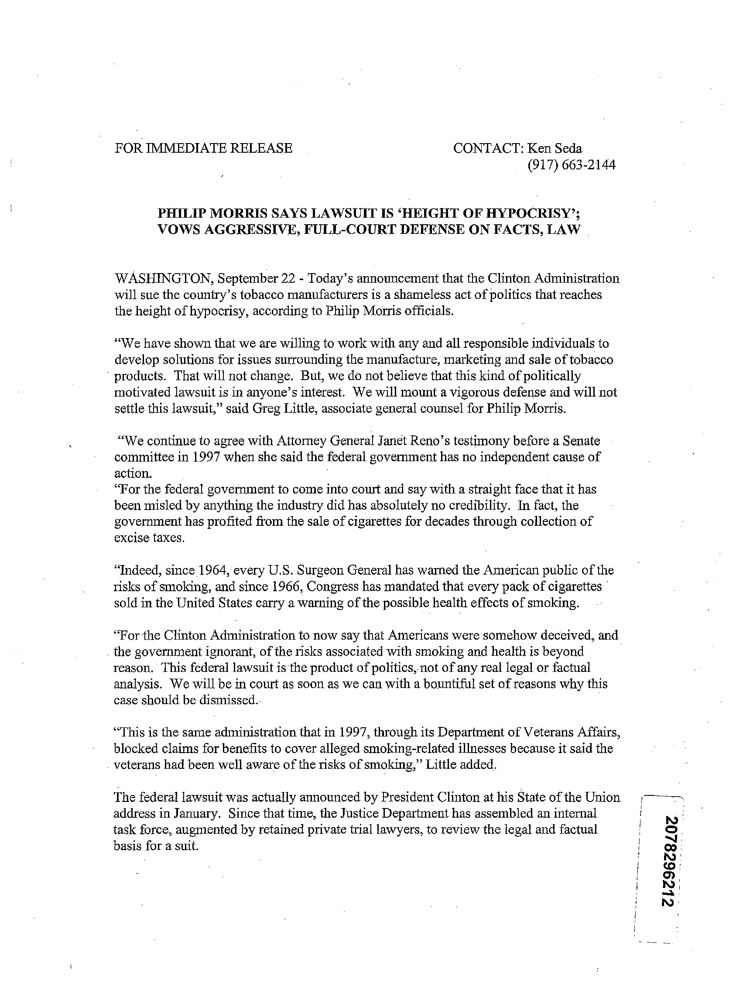 FOR IMMEDIATE RELEASE CONTACT: Ken Seda
(917) 663-2144
PHILIP MORRIS SAYS LAWSUIT IS ‘HEIGHT OF HYPOCRISY’;
VOWS AGGRESSIVE, FULL-COURT DEFENSE ON FACTS, LAW
WASHINGTON, September 22 - Today’s announcement that the Clinton Administration
will sue the country’s tobacco manufacturers is a shameless act of politics that reaches
the height of hypocrisy, according to Philip Morris officials.
“We have shown that we are willing to work with any and all responsible individuals to
develop solutions for issues surrounding the manufacture, marketing and sale of tobacco
products. That will not change. But, we do not believe that this kind of politically
motivated lawsuit is in anyone’s interest. We will mount a vigorous defense and will not
settle this lawsuit,” said Greg Little, associate general counsel for Philip Morris.
“We continue to agree with Attorney General Janet Reno’s testimony before a Senate
committee in 1997 when she said the federal government has no independent cause of
action.
“For the federal government to come into court and say with a straight face that it has
been misled by anything the industry did has absolutely no credibility. In fact, the
government has profited from the sale of cigarettes for decades through collection of
excise taxes.
“Indeed, since 1964, every U.S. Surgeon General has warned the American public of the
risks of smoking, and since 1966, Congress has mandated that every pack of cigarettes
sold in the United States carry a warning of the possible health effects of smoking.
“For the Clinton Administration to now say that Americans were somehow deceived, and
the government ignorant, of the risks associated with smoking and health is beyond
reason. This federal lawsuit is the product of politics, not of any real legal or factual
analysis. We will be in court as soon as we can with a bountiful set of reasons why this
case should be dismissed.
“This is the same administration that in 1997, through its Department of Veterans Affairs,
blocked claims for benefits to cover alleged smoking-related illnesses because it said the
veterans had been well aware of the risks of smoking,” Little added.
The federal lawsuit was actually announced by President Clinton at his State of the Union
address in January. Since that time, the Justice Department has assembled an internal
task force, augmented by retained private trial lawyers, to review the legal and factual
basis for a suit.
2078296212